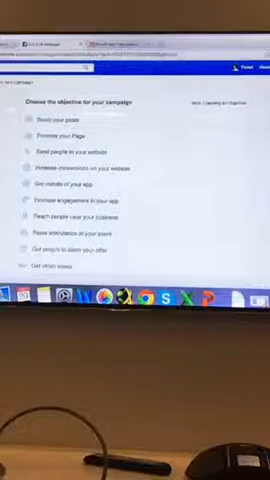 Choose the objective for your campaign
Boost your posts
Promote your Page
Send people to your website
Increase conversions on your website
Get installs of your app
Increase engagement in your app
Reach people near your business
Raise attendance at your event
Get people to claim your offer
Get video views